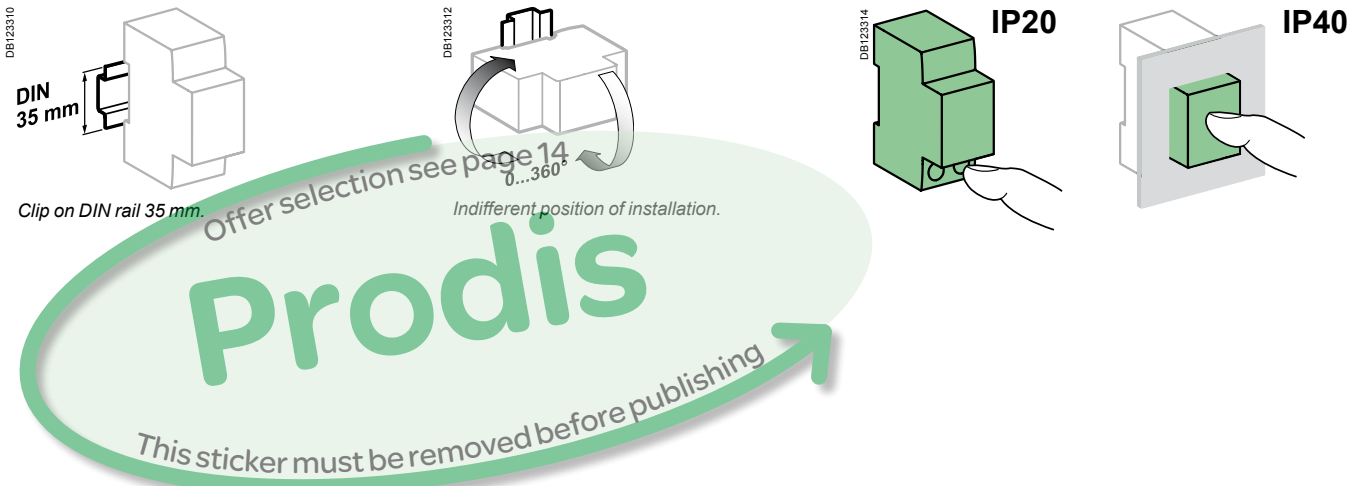 DB123310
DIN
35 mm
Clip on DIN rail 35 mm.
DB123312
0...360°
Indifferent position of installation.
DB123314
IP20
IP40
Offer selection see page 14
Prodis
This sticker must be removed before publishing